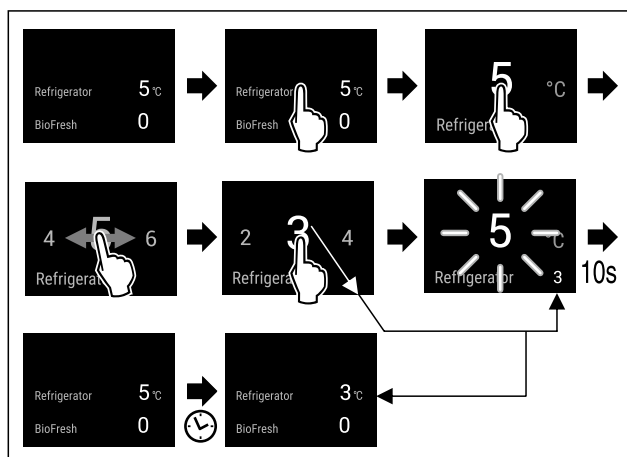 Refrigerator 5 °C
BioFresh 0
Refrigerator 5 °C
BioFresh 0
5 °C
Refriger
4 5 6
Refrigera
2 3 4
Refrigera
5 °C
Refrigerator 3
10s
Refrigerator 5 °C
BioFresh 0
Refrigerator 3 °C
BioFresh 0